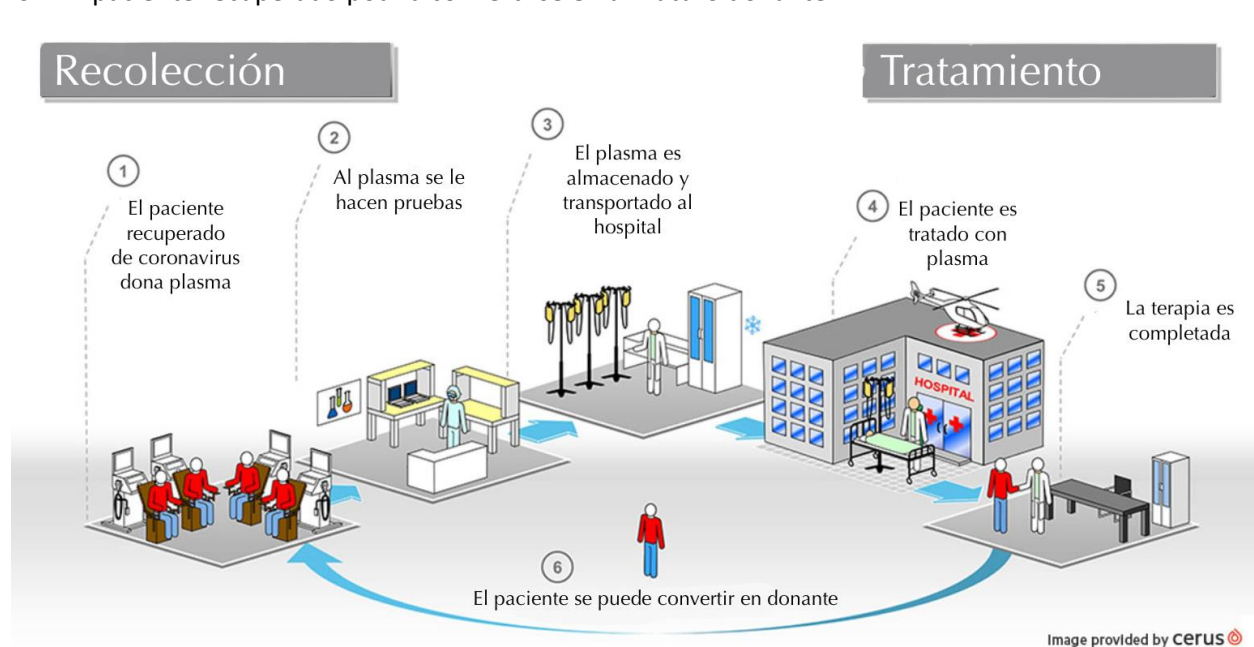 Recolección
Tratamiento
1
El paciente
recuperado
de coronavirus
dona plasma
2
Al plasma se le
hacen pruebas
3
El plasma es
almacenado y
transportado al
hospital
4
El paciente es
tratado con
plasma
5
La terapia es
completada
HOSPITAL
6
El paciente se puede convertir en donante
Image provided by cerus